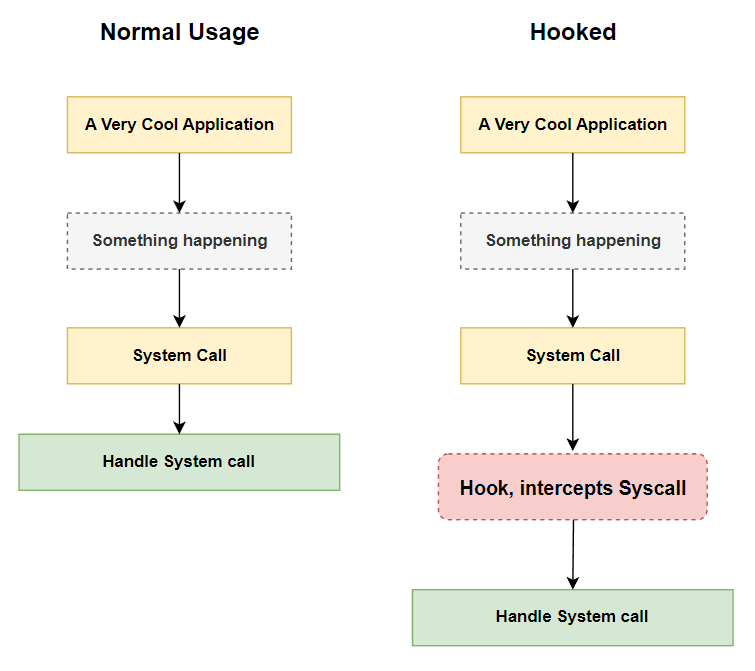 Normal Usage
A Very Cool Application
Something happening
System Call
Handle System call
Hooked
A Very Cool Application
Something happening
System Call
Hook, intercepts Syscall
Handle System call